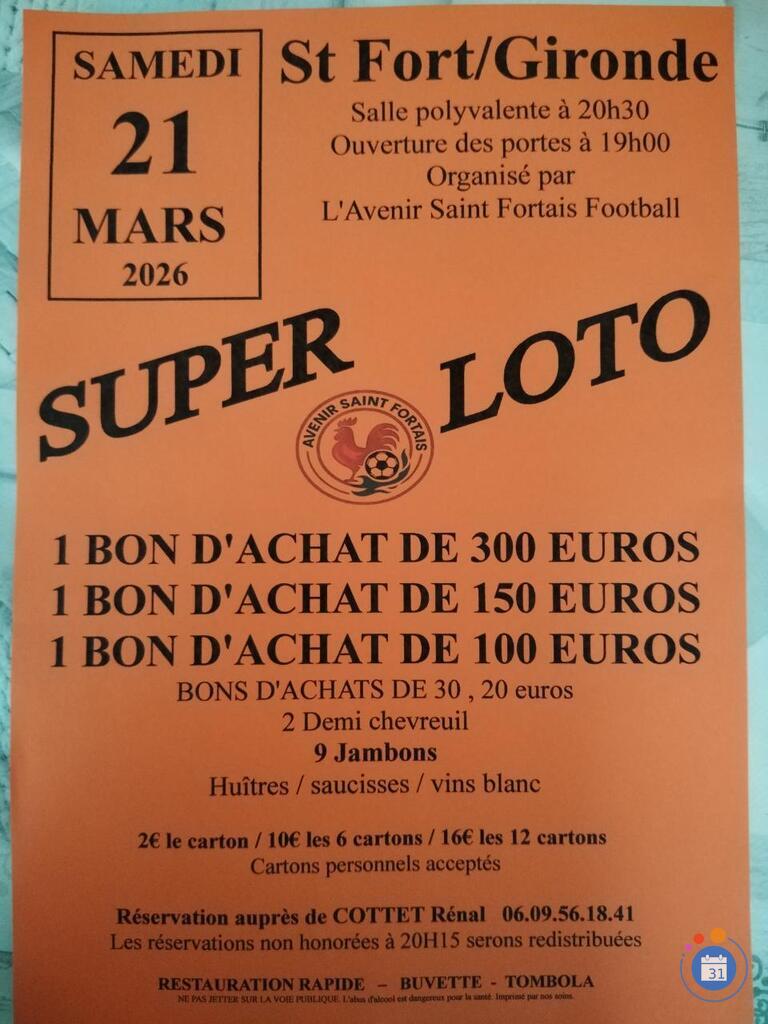 SAMEDI
21
MARS
2026
St Fort/Gironde
Salle polyvalente à 20h30
Ouverture des portes à 19h00
Organisé par
L'Avenir Saint Fortais Football
SUPER LOTO
AVENIR SAINT FORTAIS
1 BON D'ACHAT DE 300 EUROS
1 BON D'ACHAT DE 150 EUROS
1 BON D'ACHAT DE 100 EUROS
BONS D'ACHATS DE 30 , 20 euros
2 Demi chevreuil
9 Jambons
Huîtres / saucisses / vins blanc
2€ le carton / 10€ les 6 cartons / 16€ les 12 cartons
Cartons personnels acceptés
Réservation auprès de COTTET Rénal 06.09.56.18.41
Les réservations non honorées à 20H15 serons redistribuées
RESTAURATION RAPIDE – BUVETTE - TOMBOLA
NE PAS JETTER SUR LA VOIE PUBLIQUE. L'abus d'alcool est dangereux pour la santé. Imprimé par nos soins.
31